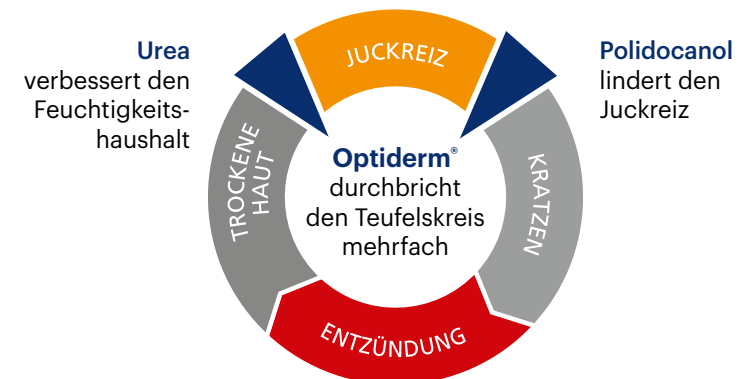 Urea
verbessert den
Feuchtigkeits-
haushalt
JUCKREIZ
Polidocanol
lindert den
Juckreiz
TROCKENE
HAUT
Optiderm®
durchbricht
den Teufelskreis
mehrfach
KRATZEN
ENTZÜNDUNG